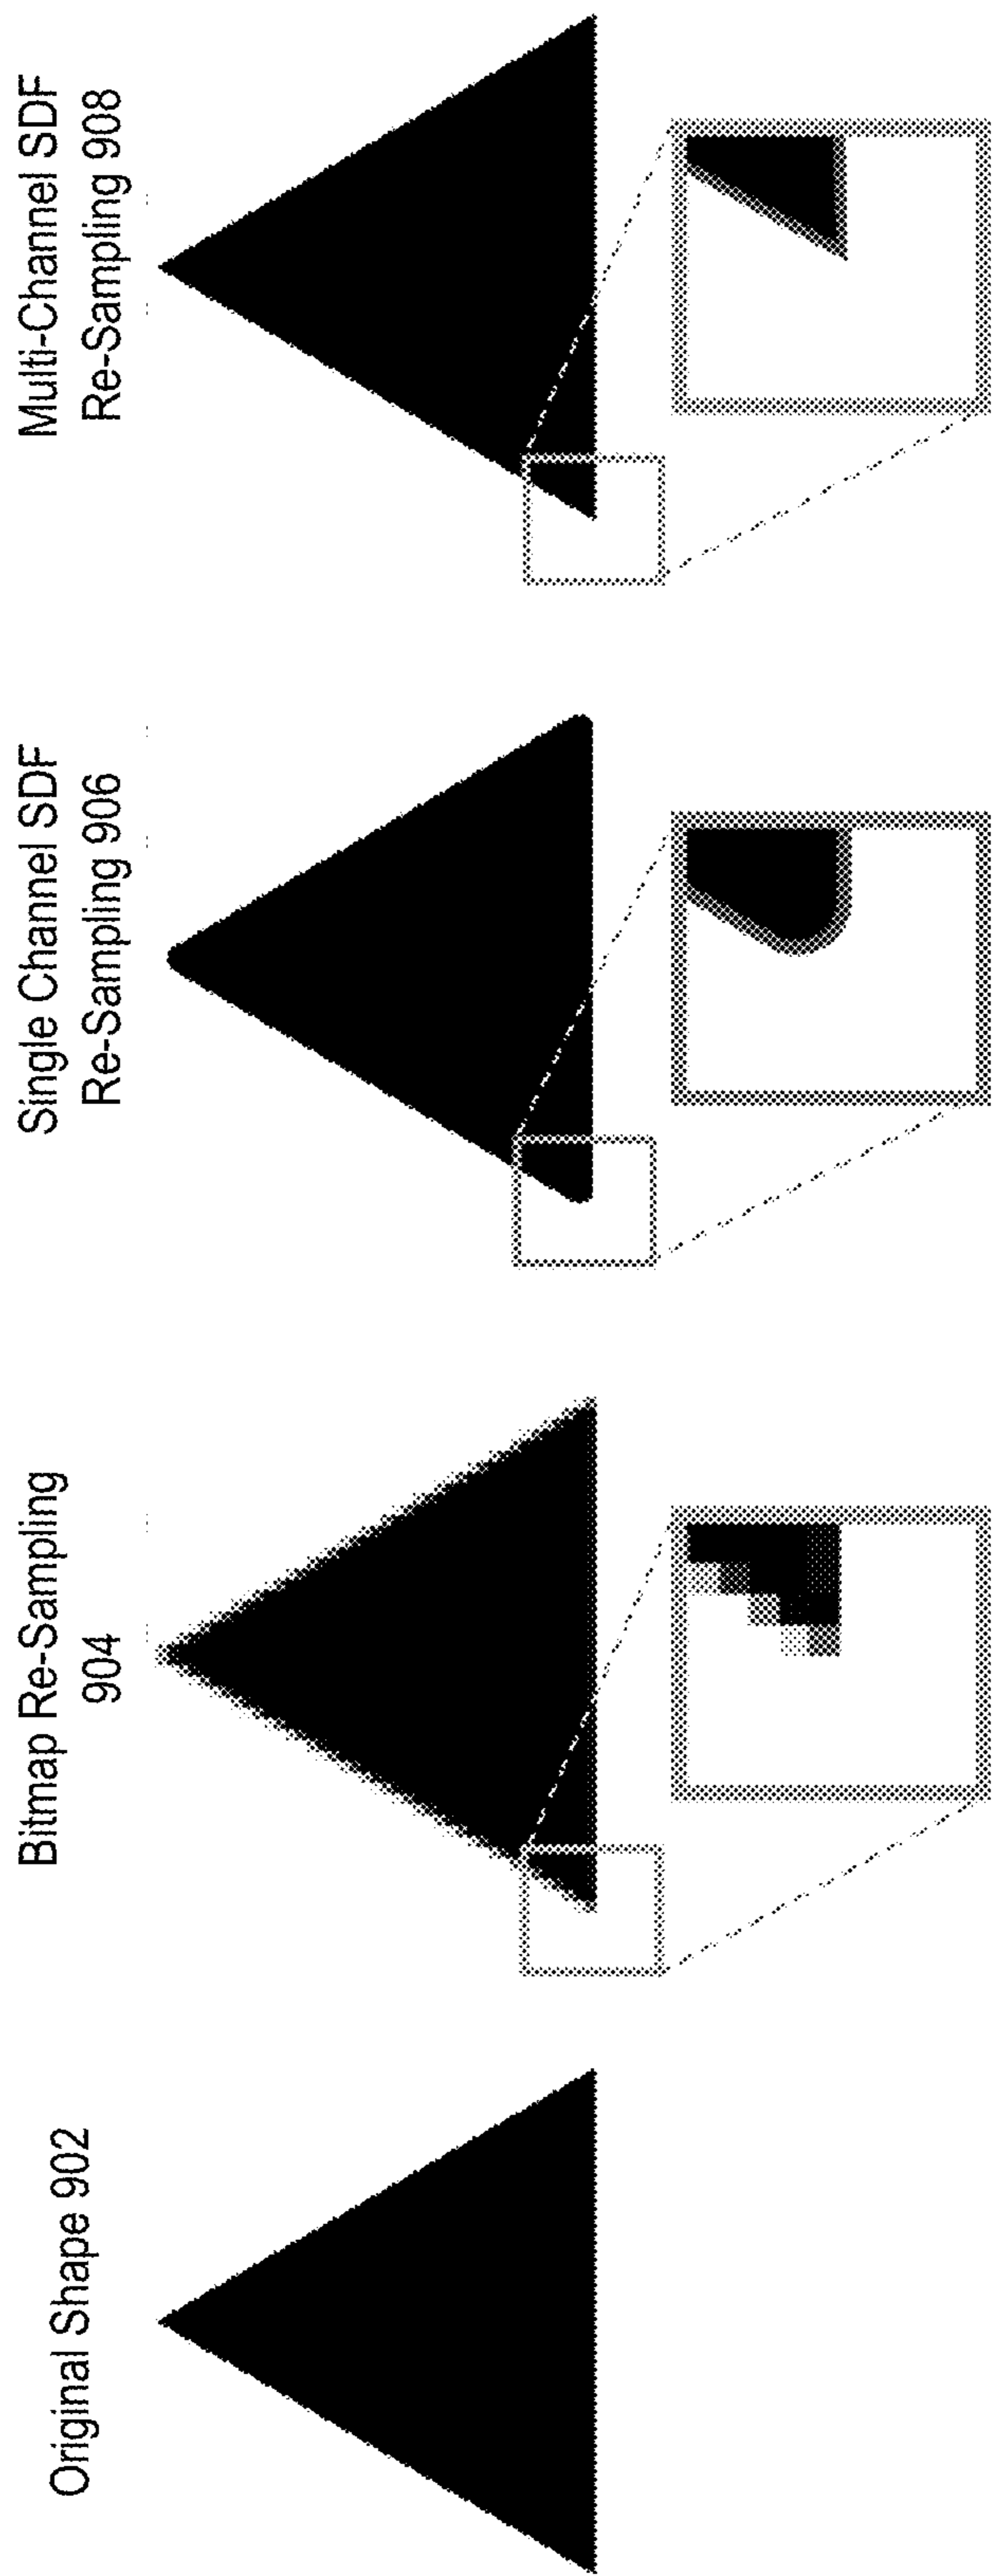 Original Shape 902
Bitmap Re-Sampling
904
Single Channel SDF
Re-Sampling 906
Multi-Channel SDF
Re-Sampling 908